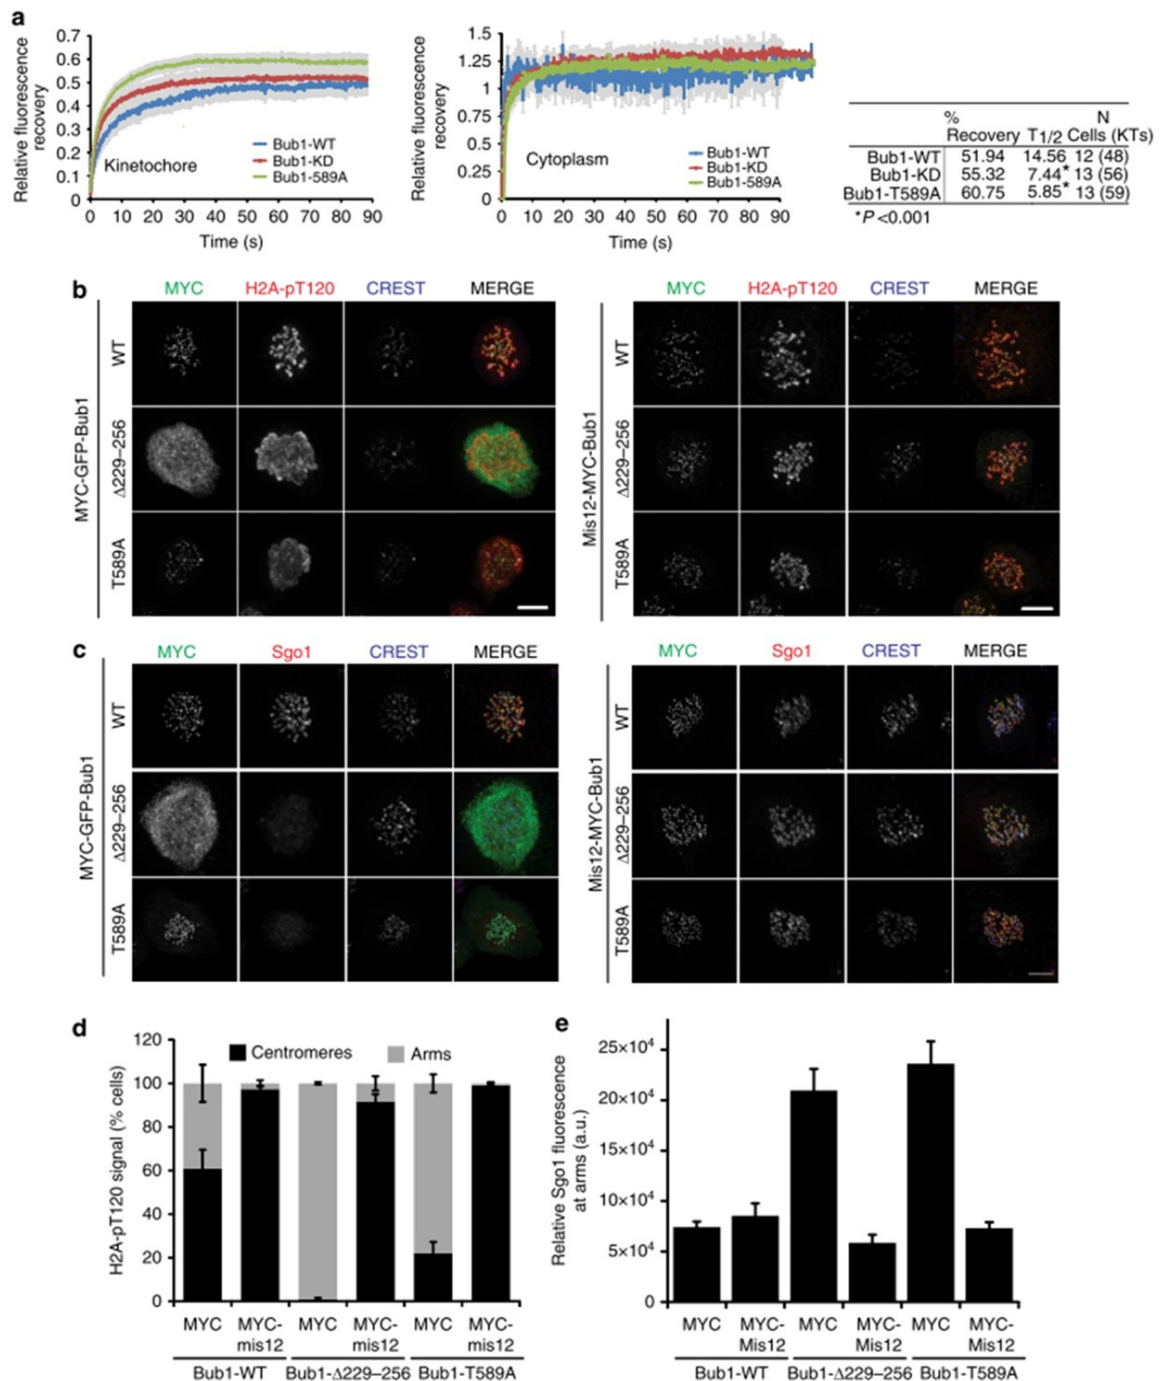 a
0.7
0.6
0.5
0.4
0.3
0.2
0.1
0
Relative fluorescence
recovery
Kinetochore
Bub1-WT
Bub1-KD
Bub1-589A
0 10 20 30 40 50 60 70 80 90
Time (s)
1.5
1.25
1
0.75
0.5
0.25
0
Relative fluorescence
recovery
Cytoplasm
Bub1-WT
Bub1-KD
Bub1-589A
0 10 20 30 40 50 60 70 80 90
Time (s)
% N
Recovery T1/2 Cells (KTs)
Bub1-WT 51.94 14.56 12 (48)
Bub1-KD 55.32 7.44* 13 (56)
Bub1-T589A 60.75 5.85* 13 (59)
*P <0.001
b
MYC H2A-pT120 CREST MERGE
MYC-GFP-Bub1
WT
Δ229–256
T589A
MYC H2A-pT120 CREST MERGE
Mis12-MYC-Bub1
WT
Δ229–256
T589A
c
MYC Sgo1 CREST MERGE
MYC-GFP-Bub1
WT
Δ229–256
T589A
MYC Sgo1 CREST MERGE
Mis12-MYC-Bub1
WT
Δ229–256
T589A
d
H2A-pT120 signal (% cells)
120
100
80
60
40
20
0
Centromeres Arms
MYC MYC- MYC MYC- MYC MYC-
mis12 mis12 mis12
Bub1-WT Bub1-Δ229–256 Bub1-T589A
e
Relative Sgo1 fluorescence
at arms (a.u.)
25×10⁴
20×10⁴
15×10⁴
10×10⁴
5×10⁴
0
MYC MYC- MYC MYC- MYC MYC-
Mis12 Mis12 Mis12
Bub1-WT Bub1-Δ229–256 Bub1-T589A